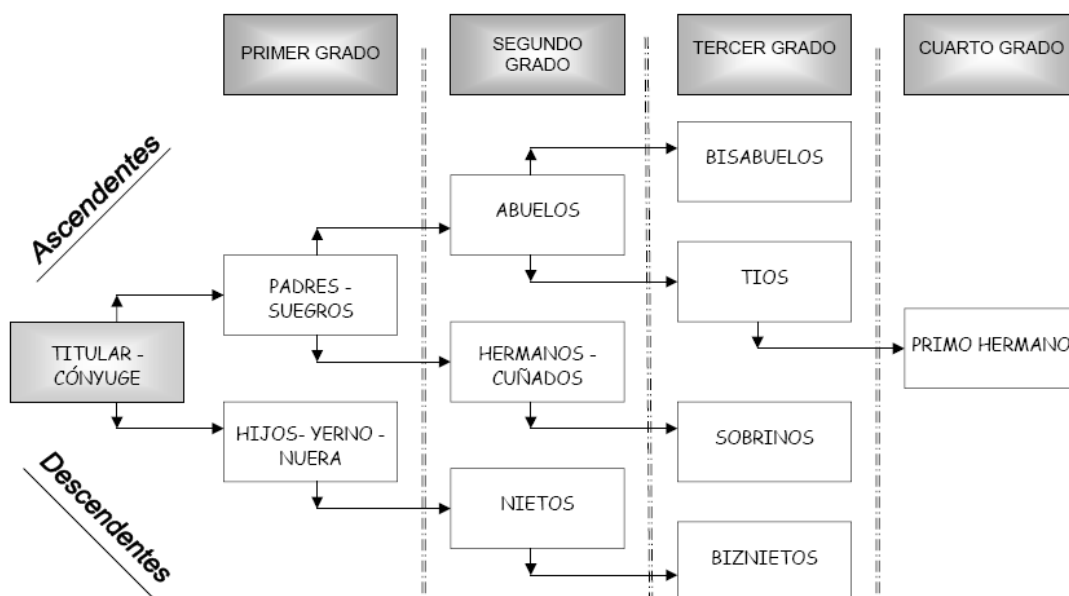 PRIMER GRADO
SEGUNDO
GRADO
TERCER GRADO
CUARTO GRADO
Ascendentes
BISABUELOS
ABUELOS
PADRES -
SUEGROS
TIOS
TITULAR -
CÓNYUGE
HERMANOS -
CUÑADOS
PRIMO HERMANO
HIJOS- YERNO -
NUERA
SOBRINOS
Descendentes
NIETOS
BIZNIETOS